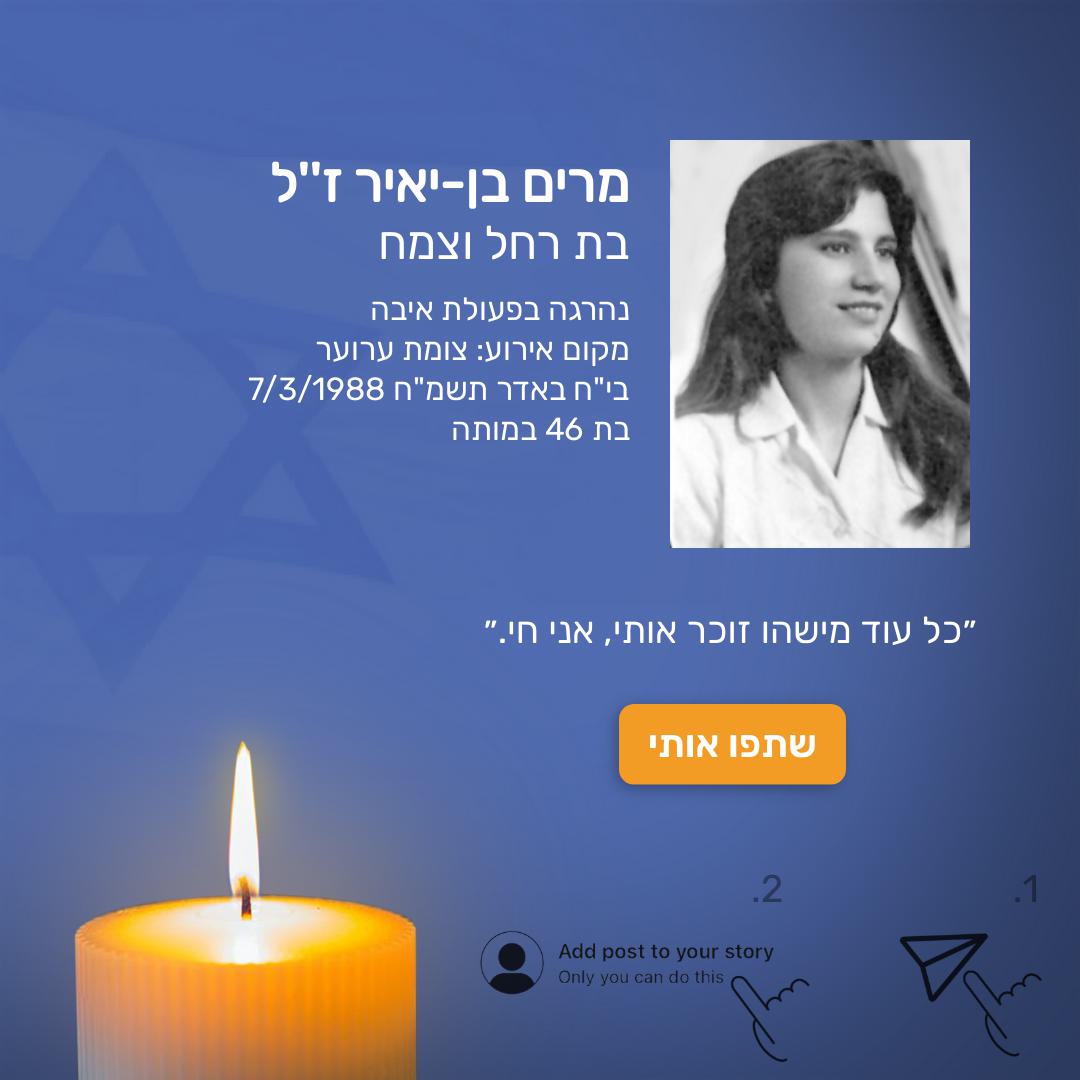 מרים בן-יאיר ז"ל
בת רחל וצמח
נהרגה בפעולת איבה
מקום אירוע: צומת ערוער
בי"ח באדר תשמ"ח 7/3/1988
בת 46 במותה
״כל עוד מישהו זוכר אותי, אני חי.״
שתפו אותי
1.
2.
Add post to your story
Only you can do this